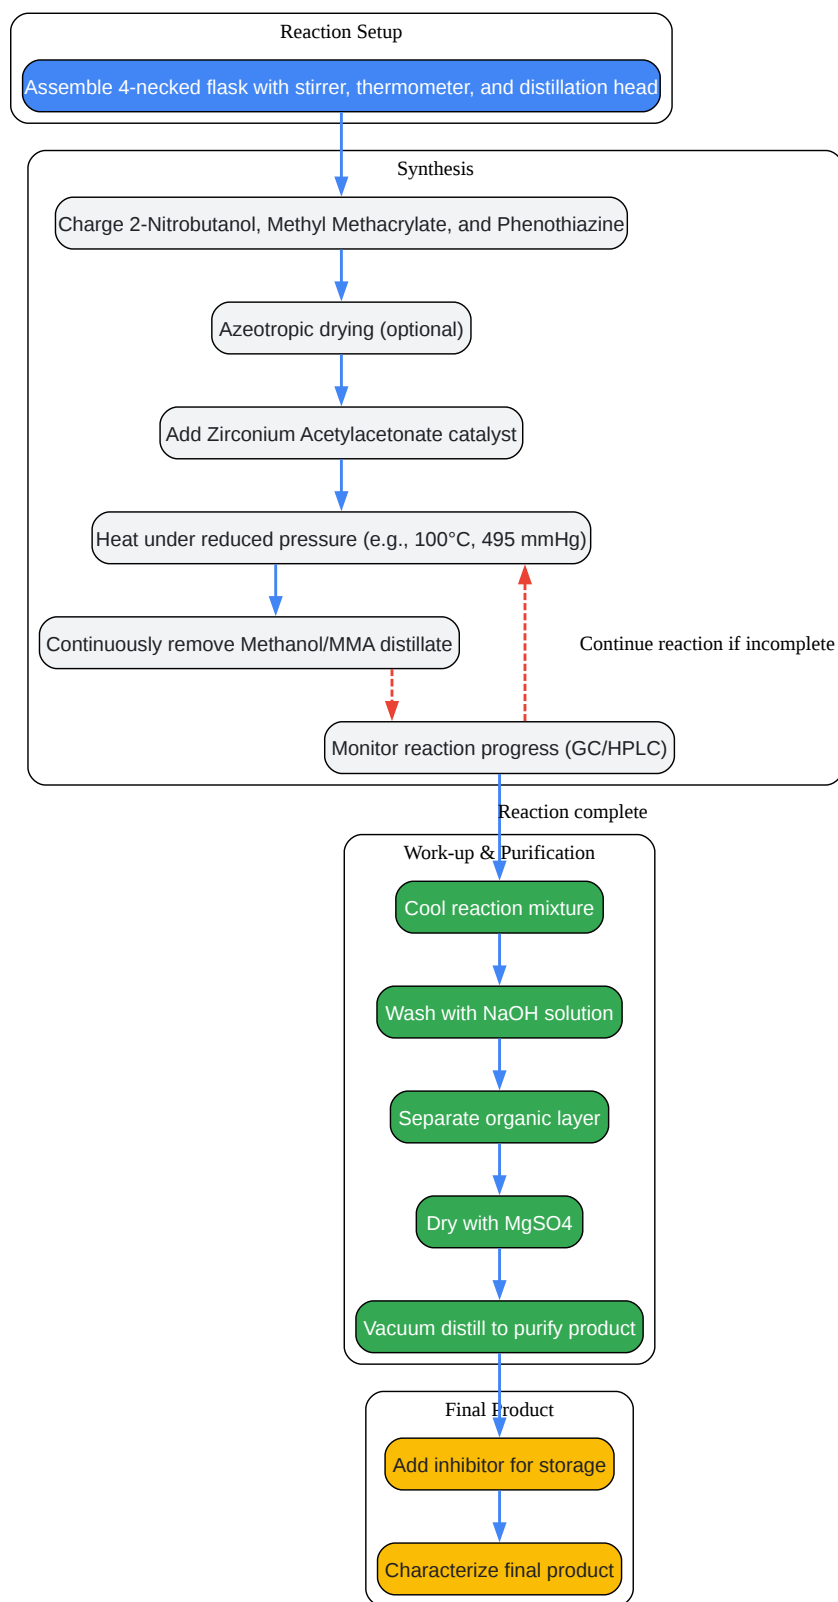 Reaction Setup
Assemble 4-necked flask with stirrer, thermometer, and distillation head
Synthesis
Charge 2-Nitrobutanol, Methyl Methacrylate, and Phenothiazine
Azeotropic drying (optional)
Add Zirconium Acetylacetonate catalyst
Heat under reduced pressure (e.g., 100°C, 495 mmHg)
Continuously remove Methanol/MMA distillate
Continue reaction if incomplete
Monitor reaction progress (GC/HPLC)
Reaction complete
Work-up & Purification
Cool reaction mixture
Wash with NaOH solution
Separate organic layer
Dry with MgSO4
Vacuum distill to purify product
Final Product
Add inhibitor for storage
Characterize final product